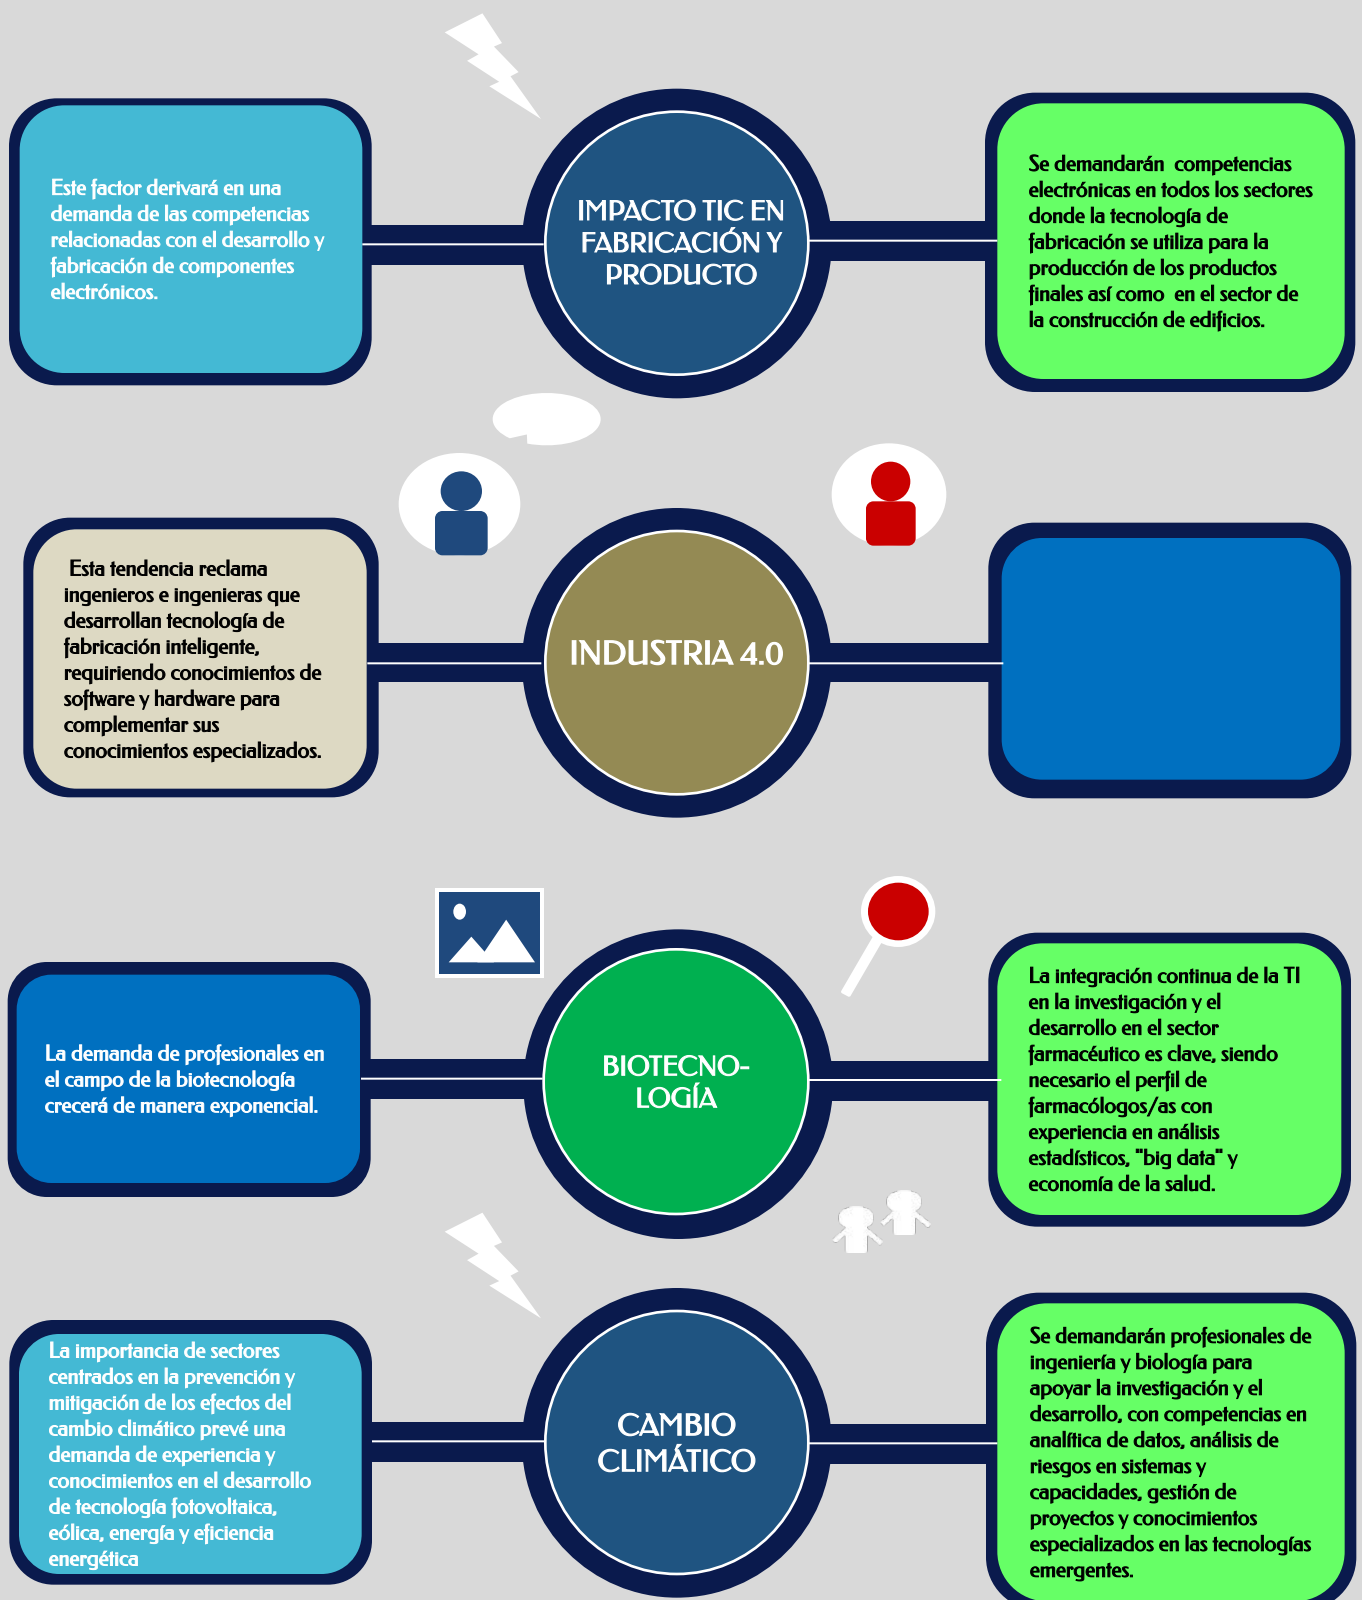 Este factor derivará en una
demanda de las competencias
relacionadas con el desarrollo y
fabricación de componentes
electrónicos.
IMPACTO TIC EN
FABRICACIÓN Y
PRODUCTO
Se demandarán  competencias
electrónicas en todos los sectores
donde la tecnología de
fabricación se utiliza para la
producción de los productos
finales así como  en el sector de
la construcción de edificios.
Esta tendencia reclama
ingenieros e ingenieras que
desarrollan tecnología de
fabricación inteligente,
requiriendo conocimientos de
software y hardware para
complementar sus
conocimientos especializados.
INDUSTRIA 4.0
La demanda de profesionales en
el campo de la biotecnología
crecerá de manera exponencial.
BIOTECNO-
LOGÍA
La integración continua de la TI
en la investigación y el
desarrollo en el sector
farmacéutico es clave, siendo
necesario el perfil de
farmacólogos/as con
experiencia en análisis
estadísticos, "big data" y
economía de la salud.
La importancia de sectores
centrados en la prevención y
mitigación de los efectos del
cambio climático prevé una
demanda de experiencia y
conocimientos en el desarrollo
de tecnología fotovoltaica,
eólica, energía y eficiencia
energética
CAMBIO
CLIMÁTICO
Se demandarán profesionales de
ingeniería y biología para
apoyar la investigación y el
desarrollo, con competencias en
analítica de datos, análisis de
riesgos en sistemas y
capacidades, gestión de
proyectos y conocimientos
especializados en las tecnologías
emergentes.